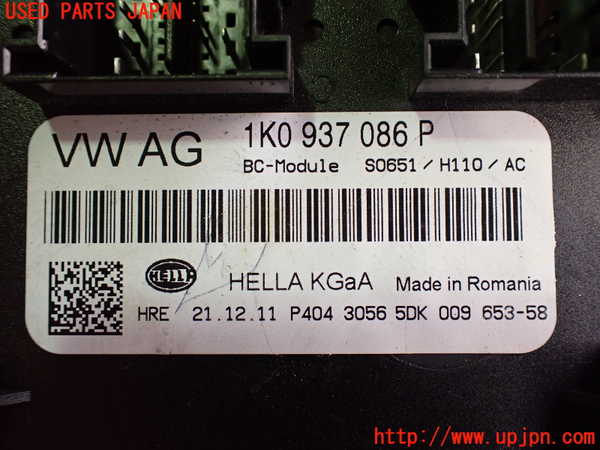 USED PARTS JAPAN
VW AG 1K0 937 086 P
BC-Module S0651 / H110 / AC
HELLA HELLA KGaA Made in Romania
HRE 21.12.11 P404 3056 5DK 009 653-58
http://www.upjpn.com